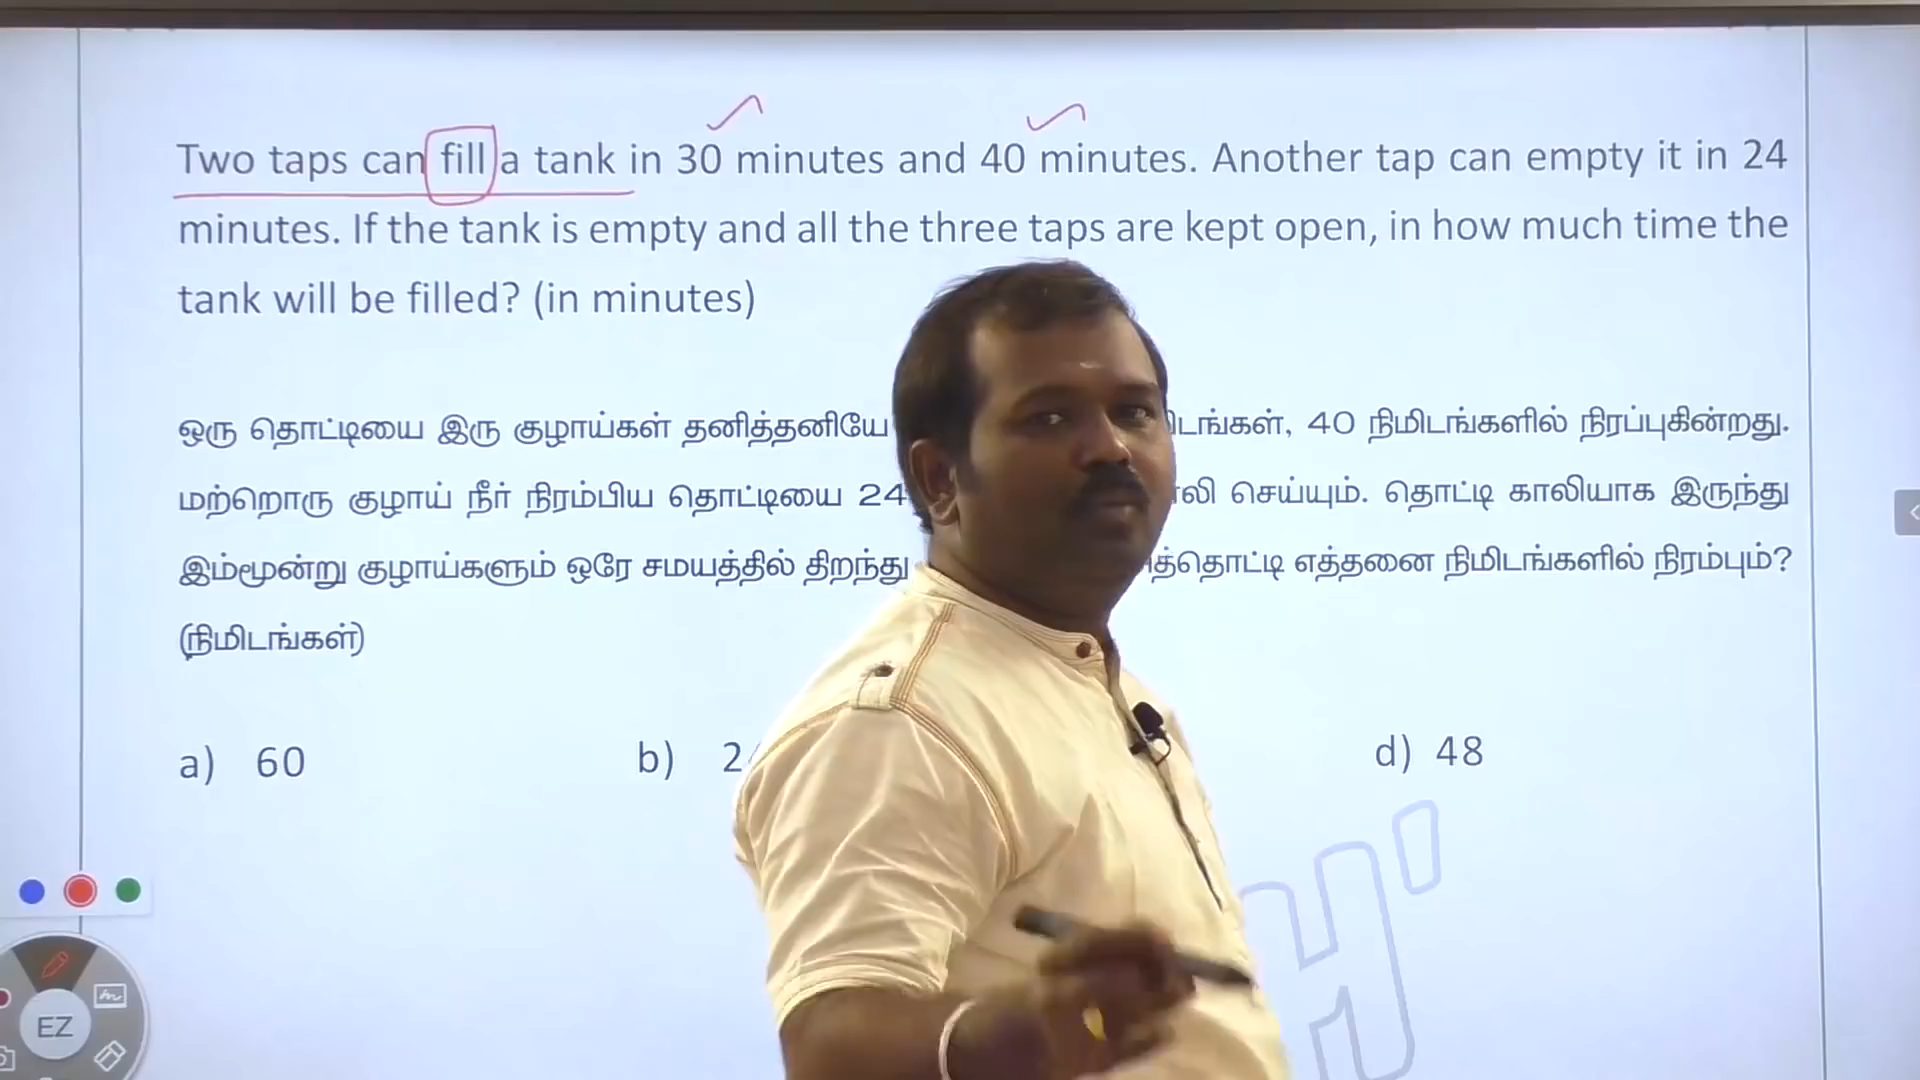 Two taps can fill a tank in 30 minutes and 40 minutes. Another tap can empty it in 24
minutes. If the tank is empty and all the three taps are kept open, in how much time the
tank will be filled? (in minutes)
ஒரு தொட்டியை இரு குழாய்கள் தனித்தனியே 40 நிமிடங்களில் நிரப்புகின்றது.
மற்றொரு குழாய் நீர் நிரம்பிய தொட்டியை 24 செய்யும். தொட்டி காலியாக இருந்து
இம்மூன்று குழாய்களும் ஒரே சமயத்தில் திறந்து எத்தனை நிமிடங்களில் நிரம்பும்?
(நிமிடங்கள்)
a) 60 b) d) 48
EZ